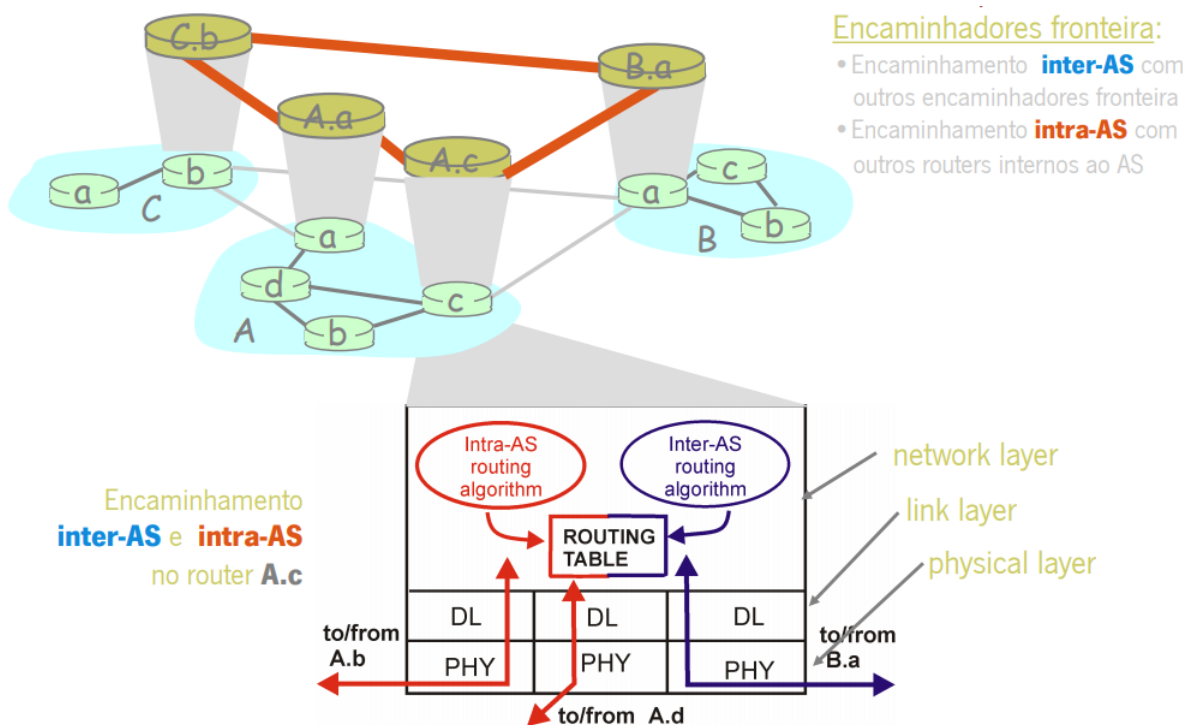 C.b
B.a
A.a
A.c
Encaminhadores fronteira:
• Encaminhamento inter-AS com
outros encaminhadores fronteira
• Encaminhamento intra-AS com
outros routers internos ao AS
a
b
C
a
c
b
B
a
d
b
c
A
Intra-AS
routing
algorithm
Inter-AS
routing
algorithm
ROUTING
TABLE
DL
DL
DL
PHY
PHY
PHY
to/from
A.b
to/from A.d
to/from
B.a
network layer
link layer
physical layer
Encaminhamento
inter-AS e intra-AS
no router A.c